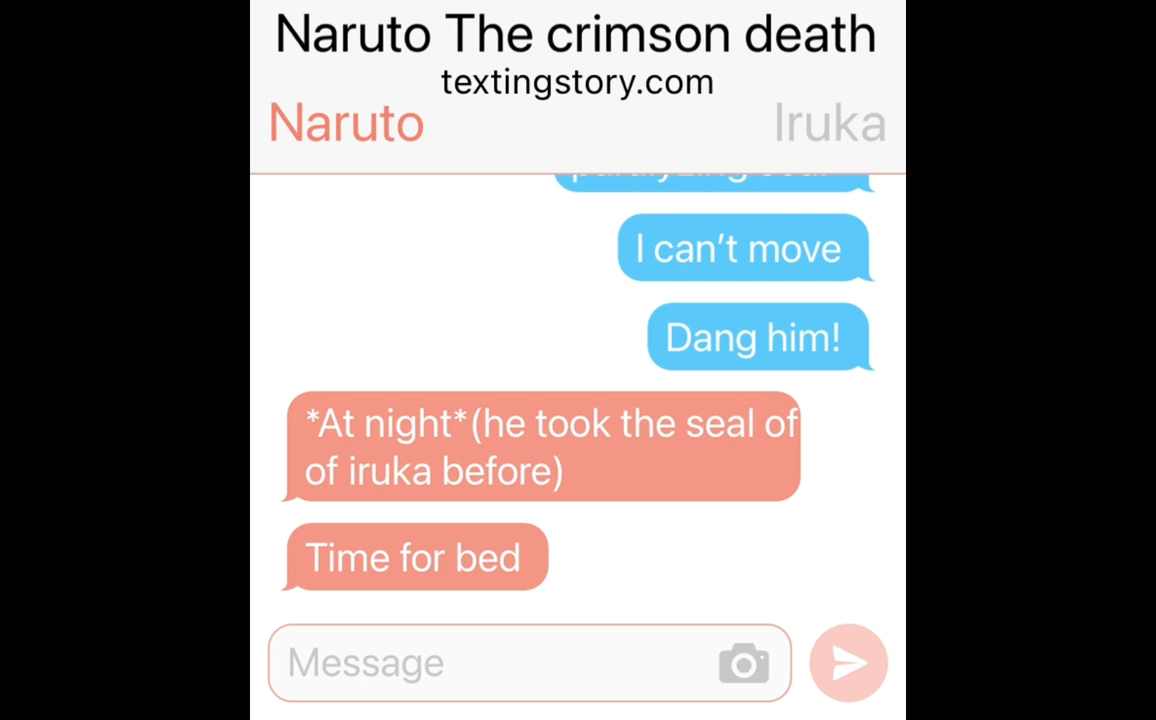 Naruto The crimson death
textingstory.com
Naruto
Iruka
I can't move
Dang him!
*At night*(he took the seal of
of iruka before)
Time for bed
Message